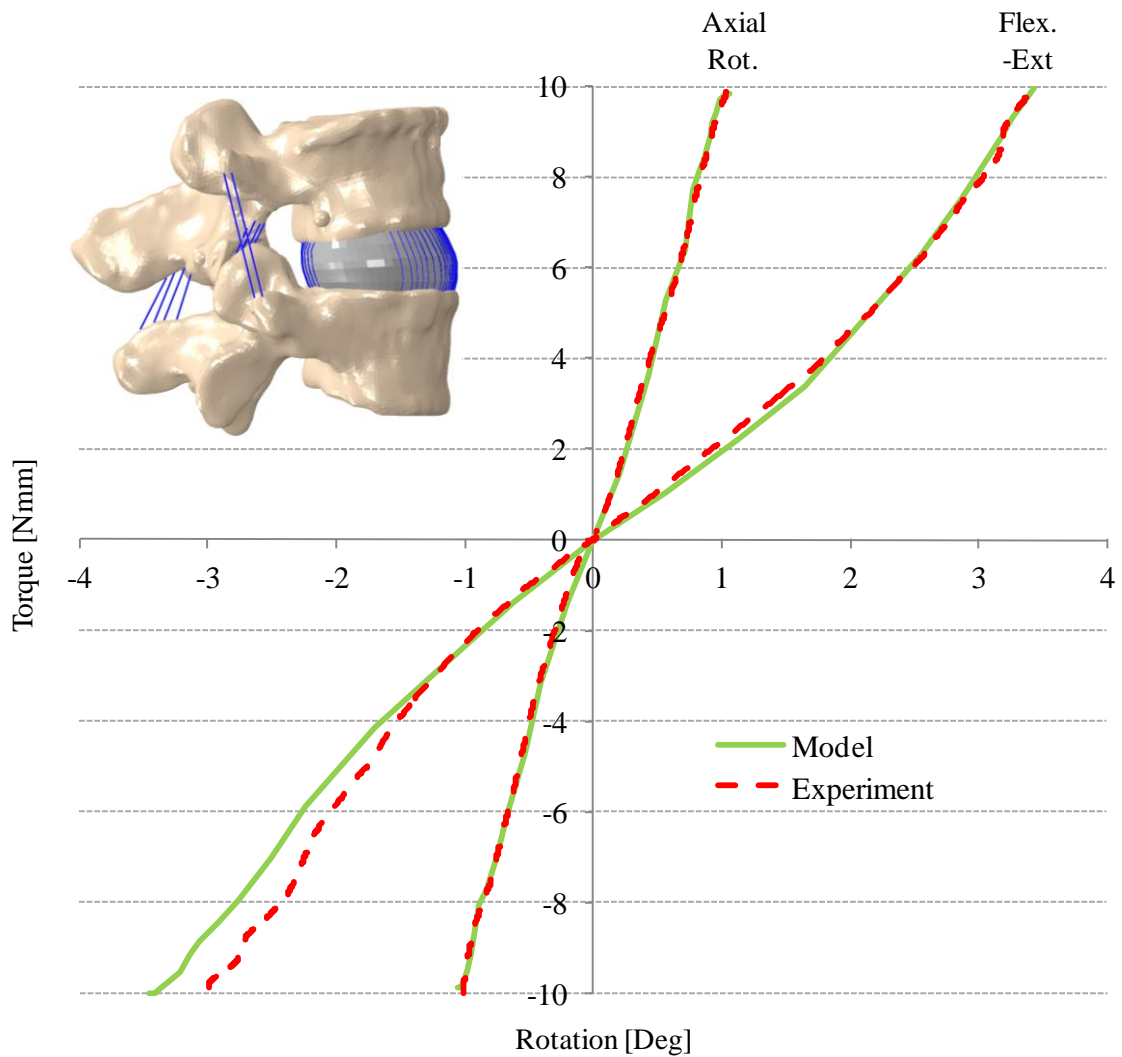 Axial Flex.
Rot. -Ext
10
8
6
4
2
0
-4 -3 -2 -1 0 1 2 3 4
-2
-4
Model
Experiment
-6
-8
-10
Torque [Nmm]
Rotation [Deg]